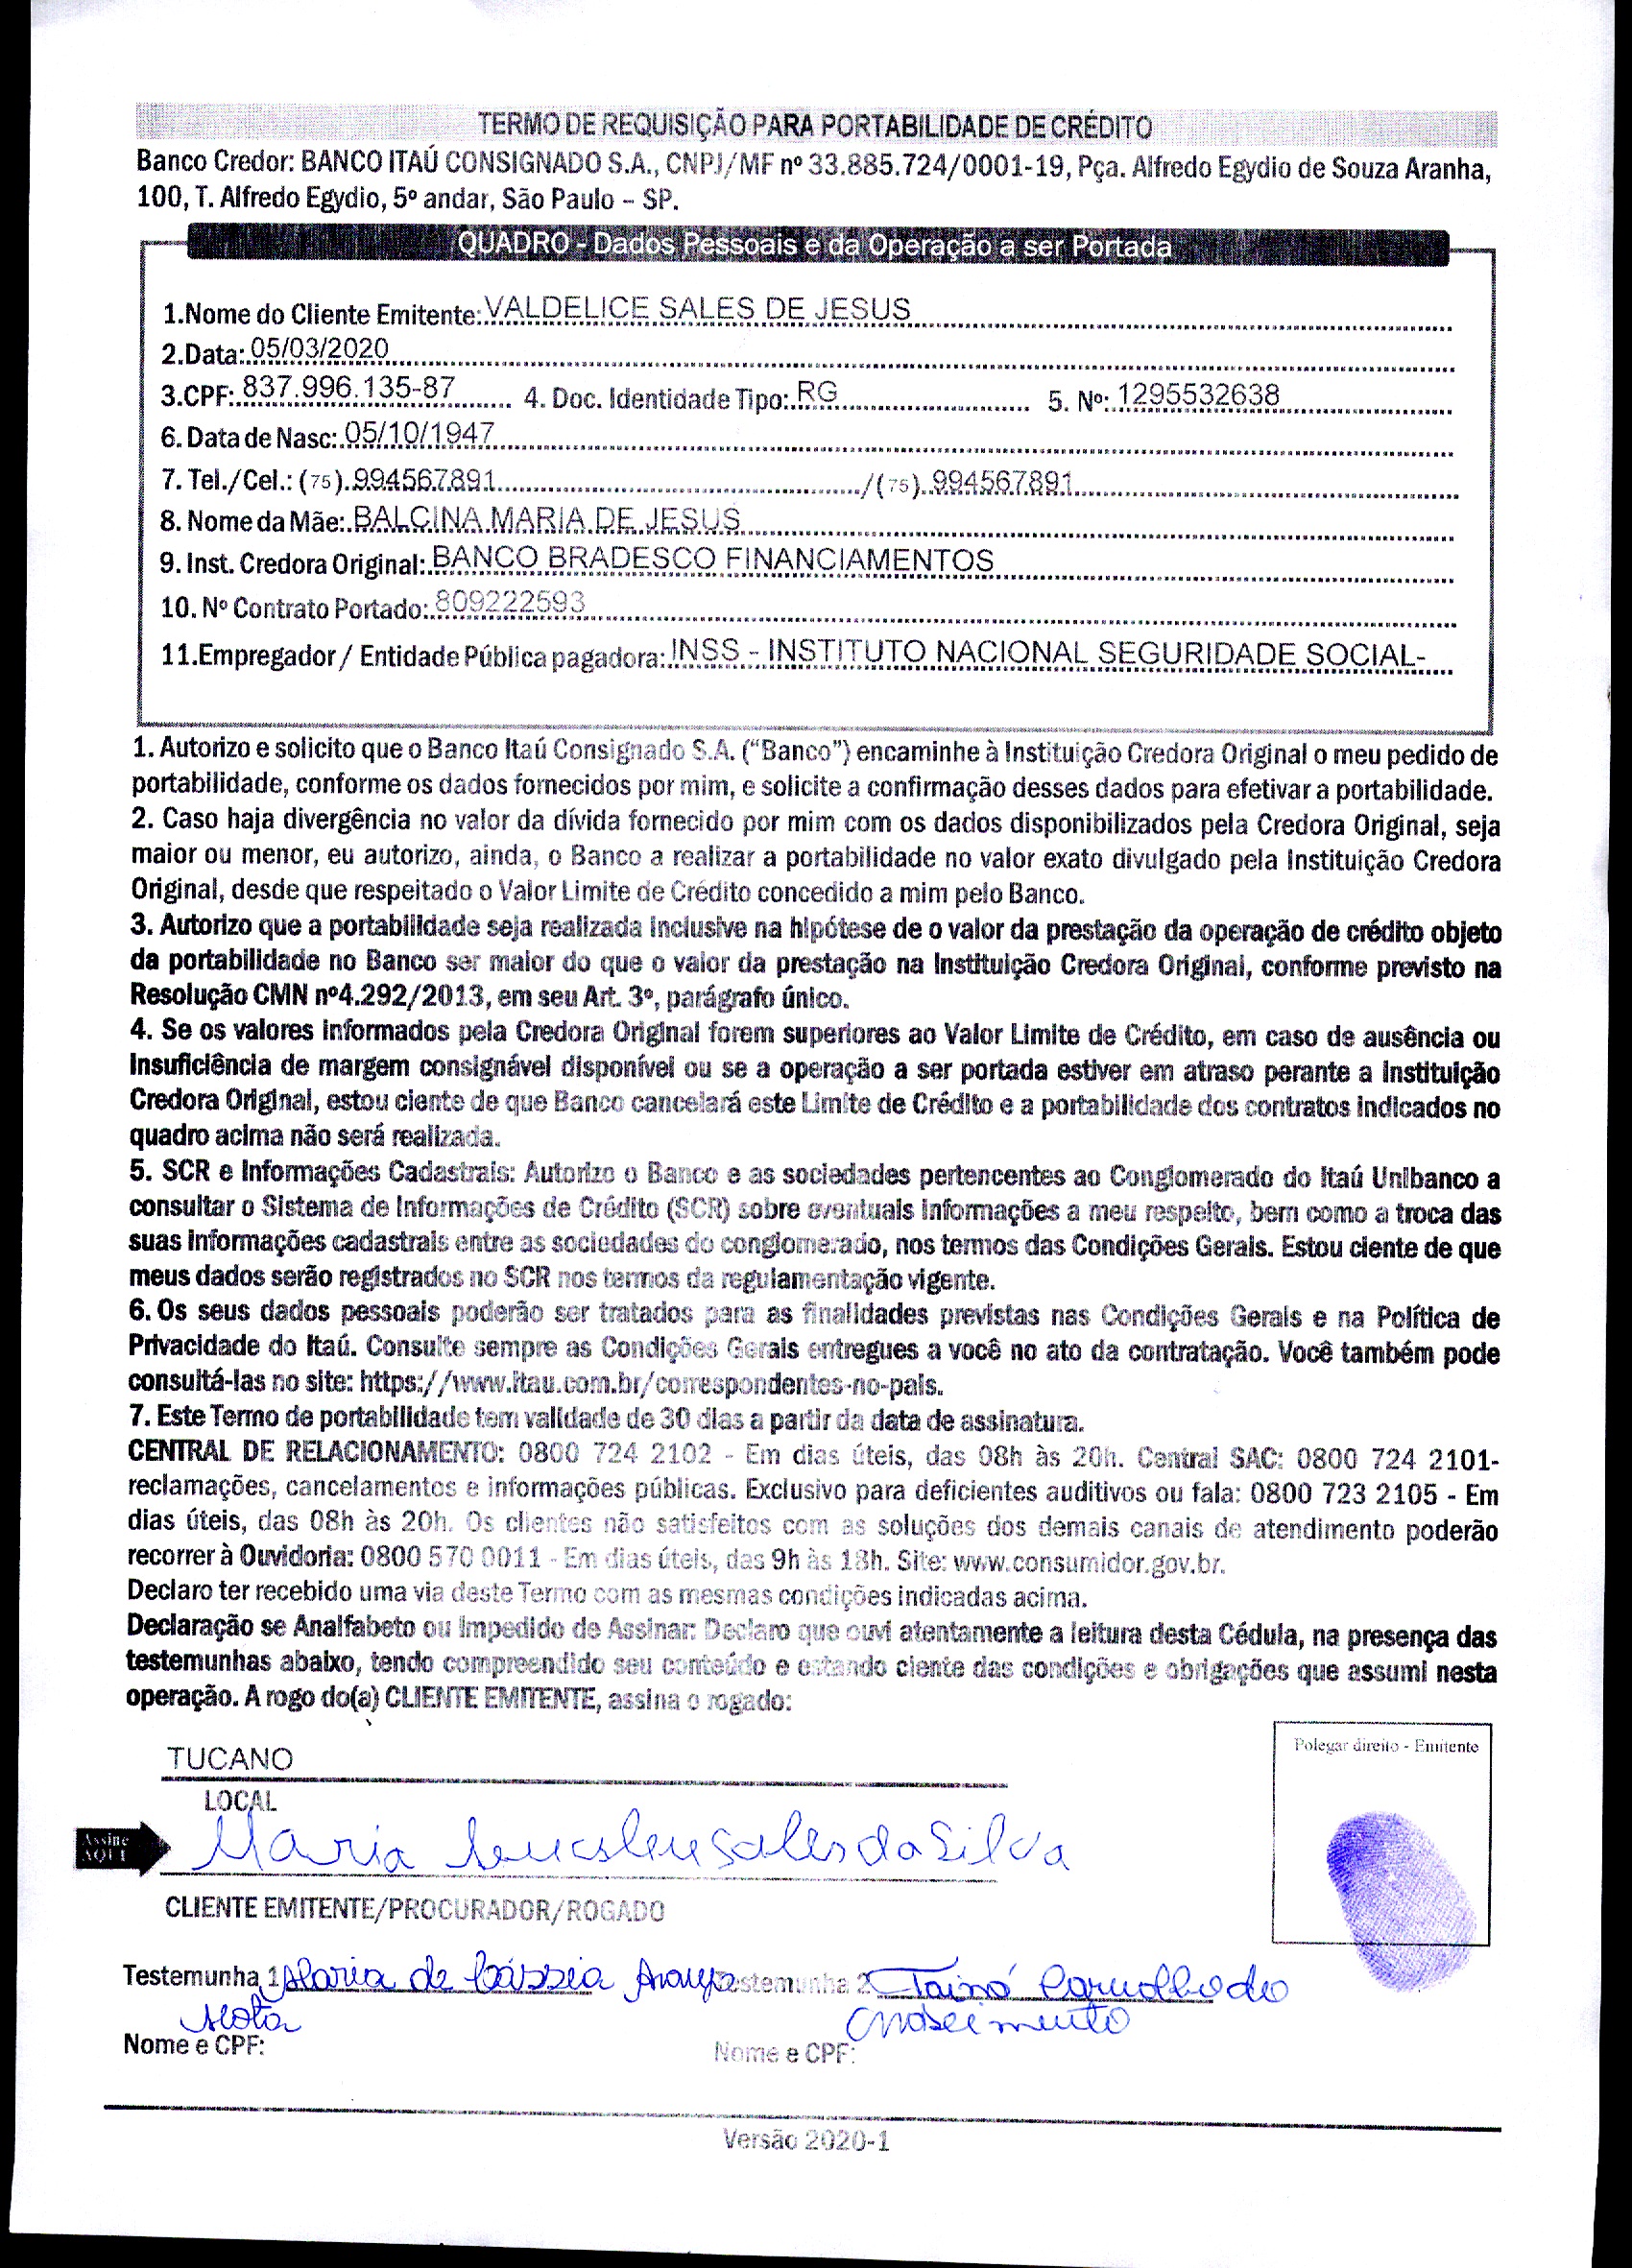 TERMO DE REQUISIÇÃO PARA PORTABILIDADE DE CRÉDITO
Banco Credor: BANCO ITAÚ CONSIGNADO S.A., CNPJ/MF nº 33.885.724/0001-19, Pça. Alfredo Egydio de Souza Aranha,
100, T. Alfredo Egydio, 5º andar, São Paulo – SP.
QUADRO - Dados Pessoais e da Operação a ser Portada
1.Nome do Cliente Emitente: VALDELICE SALES DE JESUS
2.Data: 05/03/2020
3.CPF: 837.996.135-87 4. Doc. Identidade Tipo: RG 5. Nº: 1295532638
6. Data de Nasc: 05/10/1947
7. Tel./Cel.: (75) 994567891 /(75) 994567891
8. Nome da Mãe: BALCINA MARIA DE JESUS
9. Inst. Credora Original: BANCO BRADESCO FINANCIAMENTOS
10. Nº Contrato Portado: 809222593
11.Empregador / Entidade Pública pagadora: INSS - INSTITUTO NACIONAL SEGURIDADE SOCIAL-
1. Autorizo e solicito que o Banco Itaú Consignado S.A. (“Banco”) encaminhe à Instituição Credora Original o meu pedido de
portabilidade, conforme os dados fornecidos por mim, e solicite a confirmação desses dados para efetivar a portabilidade.
2. Caso haja divergência no valor da dívida fornecido por mim com os dados disponibilizados pela Credora Original, seja
maior ou menor, eu autorizo, ainda, o Banco a realizar a portabilidade no valor exato divulgado pela Instituição Credora
Original, desde que respeitado o Valor Limite de Crédito concedido a mim pelo Banco.
3. Autorizo que a portabilidade seja realizada inclusive na hipótese de o valor da prestação da operação de crédito objeto
da portabilidade no Banco ser maior do que o valor da prestação na Instituição Credora Original, conforme previsto na
Resolução CMN nº4.292/2013, em seu Art. 3º, parágrafo único.
4. Se os valores informados pela Credora Original forem superiores ao Valor Limite de Crédito, em caso de ausência ou
insuficiência de margem consignável disponível ou se a operação a ser portada estiver em atraso perante a Instituição
Credora Original, estou ciente de que Banco cancelará este Limite de Crédito e a portabilidade dos contratos indicados no
quadro acima não será realizada.
5. SCR e Informações Cadastrais: Autorizo o Banco e as sociedades pertencentes ao Conglomerado do Itaú Unibanco a
consultar o Sistema de Informações de Crédito (SCR) sobre eventuais informações a meu respeito, bem como a troca das
suas informações cadastrais entre as sociedades do conglomerado, nos termos das Condições Gerais. Estou ciente de que
meus dados serão registrados no SCR nos termos da regulamentação vigente.
6. Os seus dados pessoais poderão ser tratados para as finalidades previstas nas Condições Gerais e na Política de
Privacidade do Itaú. Consulte sempre as Condições Gerais entregues a você no ato da contratação. Você também pode
consultá-las no site: https://www.itau.com.br/correspondentes-no-pais.
7. Este Termo de portabilidade tem validade de 30 dias a partir da data de assinatura.
CENTRAL DE RELACIONAMENTO: 0800 724 2102 - Em dias úteis, das 08h às 20h. Central SAC: 0800 724 2101-
reclamações, cancelamentos e informações públicas. Exclusivo para deficientes auditivos ou fala: 0800 723 2105 - Em
dias úteis, das 08h às 20h. Os clientes não satisfeitos com as soluções dos demais canais de atendimento poderão
recorrer à Ouvidoria: 0800 570 0011 - Em dias úteis, das 9h às 18h. Site: www.consumidor.gov.br.
Declaro ter recebido uma via deste Termo com as mesmas condições indicadas acima.
Declaração se Analfabeto ou Impedido de Assinar: Declaro que ouvi atentamente a leitura desta Cédula, na presença das
testemunhas abaixo, tendo compreendido seu conteúdo e estando ciente das condições e obrigações que assumi nesta
operação. A rogo do(a) CLIENTE EMITENTE, assina o rogado:
Polegar direito - Emitente
TUCANO
LOCAL
Assine AQUI
Maria Sales da Silva
CLIENTE EMITENTE/PROCURADOR/ROGADO
Testemunha 1 Maria de Cássia Araujo Testemunha 2 Tainá Carvalho do
Mota Nascimento
Nome e CPF: Nome e CPF:
Versão 2020-1